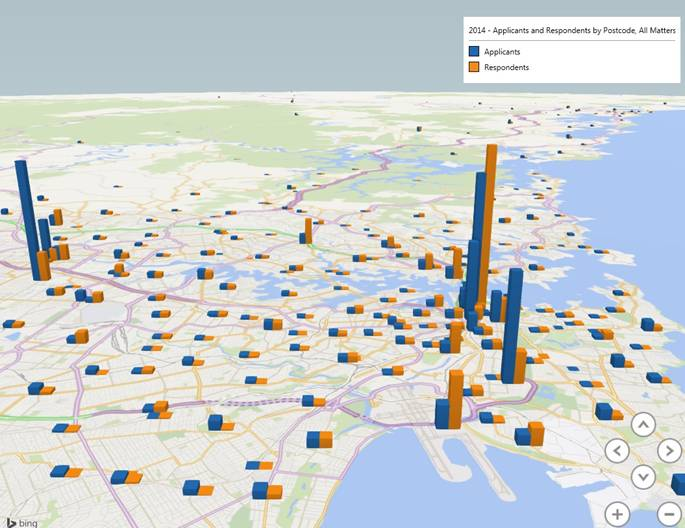 2014 - Applicants and Respondents by Postcode, All Matters
Applicants
Respondents
bing